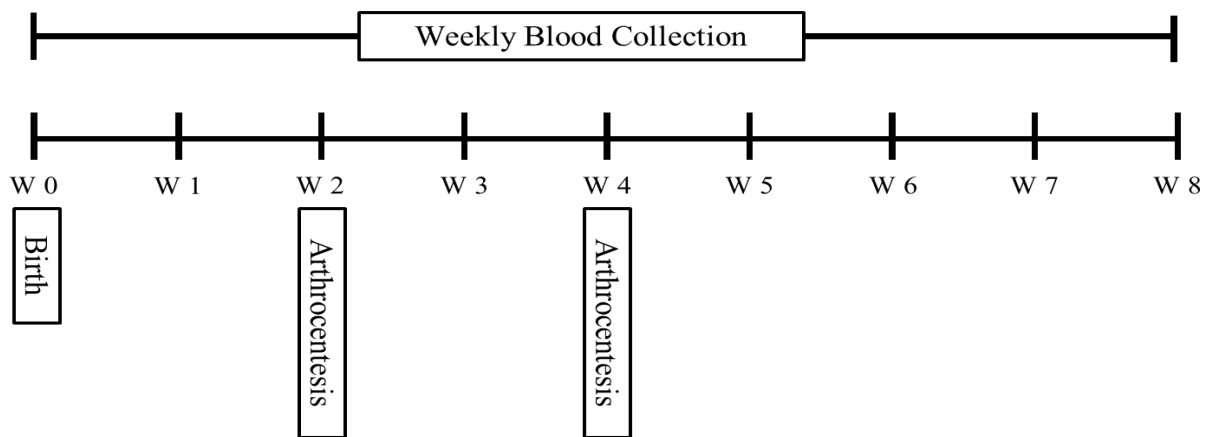 Weekly Blood Collection
W 0 W 1 W 2 W 3 W 4 W 5 W 6 W 7 W 8
Birth
Arthrocentesis
Arthrocentesis